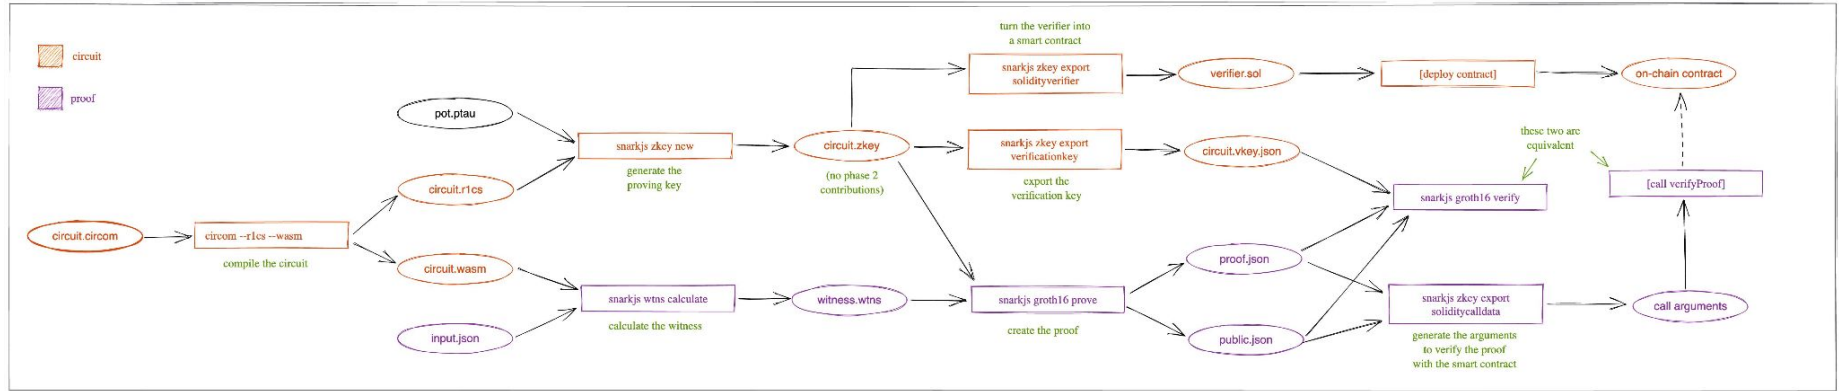 circuit
proof
turn the verifier into
a smart contract
snarkjs zkey export
solidityverifier
verifier.sol
[deploy contract]
on-chain contract
pot.ptau
snarkjs zkey new
generate the
proving key
circuit.zkey
(no phase 2
contributions)
snarkjs zkey export
verificationkey
export the
verification key
circuit.vkey.json
these two are
equivalent
circuit.r1cs
snarkjs groth16 verify
[call verifyProof]
circuit.circom
circom --r1cs --wasm
compile the circuit
circuit.wasm
input.json
snarkjs wtns calculate
calculate the witness
witness.wtns
snarkjs groth16 prove
create the proof
proof.json
public.json
snarkjs zkey export
soliditycalldata
generate the arguments
to verify the proof
with the smart contract
call arguments